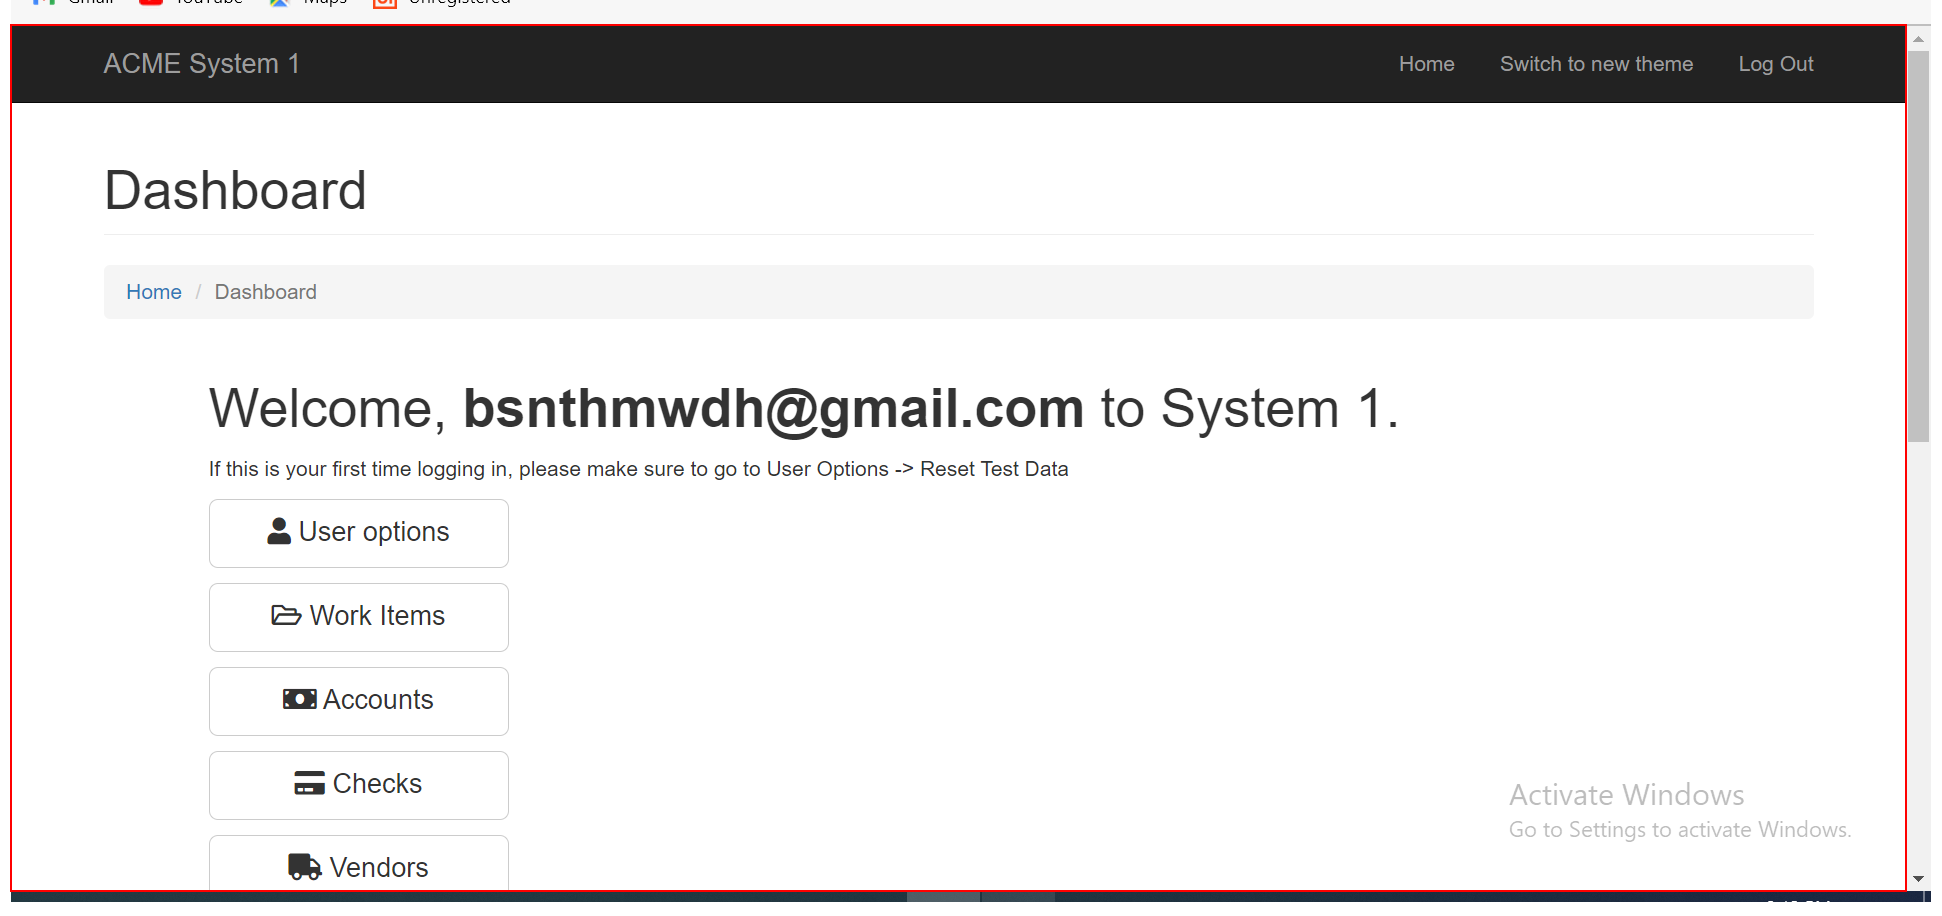 Gmail YouTube Maps Unregistered
ACME System 1 Home Switch to new theme Log Out
Dashboard
Home / Dashboard
Welcome, bsnthmwdh@gmail.com to System 1.
If this is your first time logging in, please make sure to go to User Options -> Reset Test Data
User options
Work Items
Accounts
Checks
Vendors
Activate Windows
Go to Settings to activate Windows.